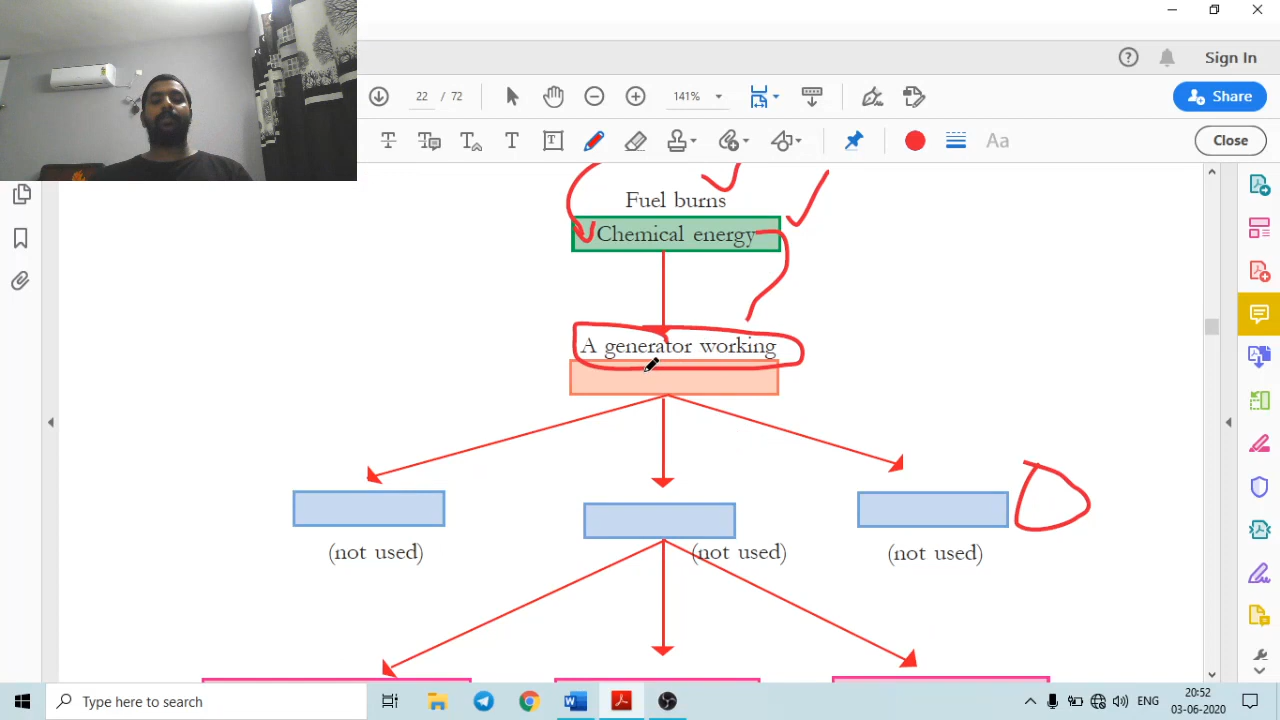 Sign In
22 / 72
141%
Share
T
T
T
T
T
Aa
Close
Fuel burns
Chemical energy
A generator working
(not used)
(not used)
(not used)
Type here to search
ENG
20:52
03-06-2020